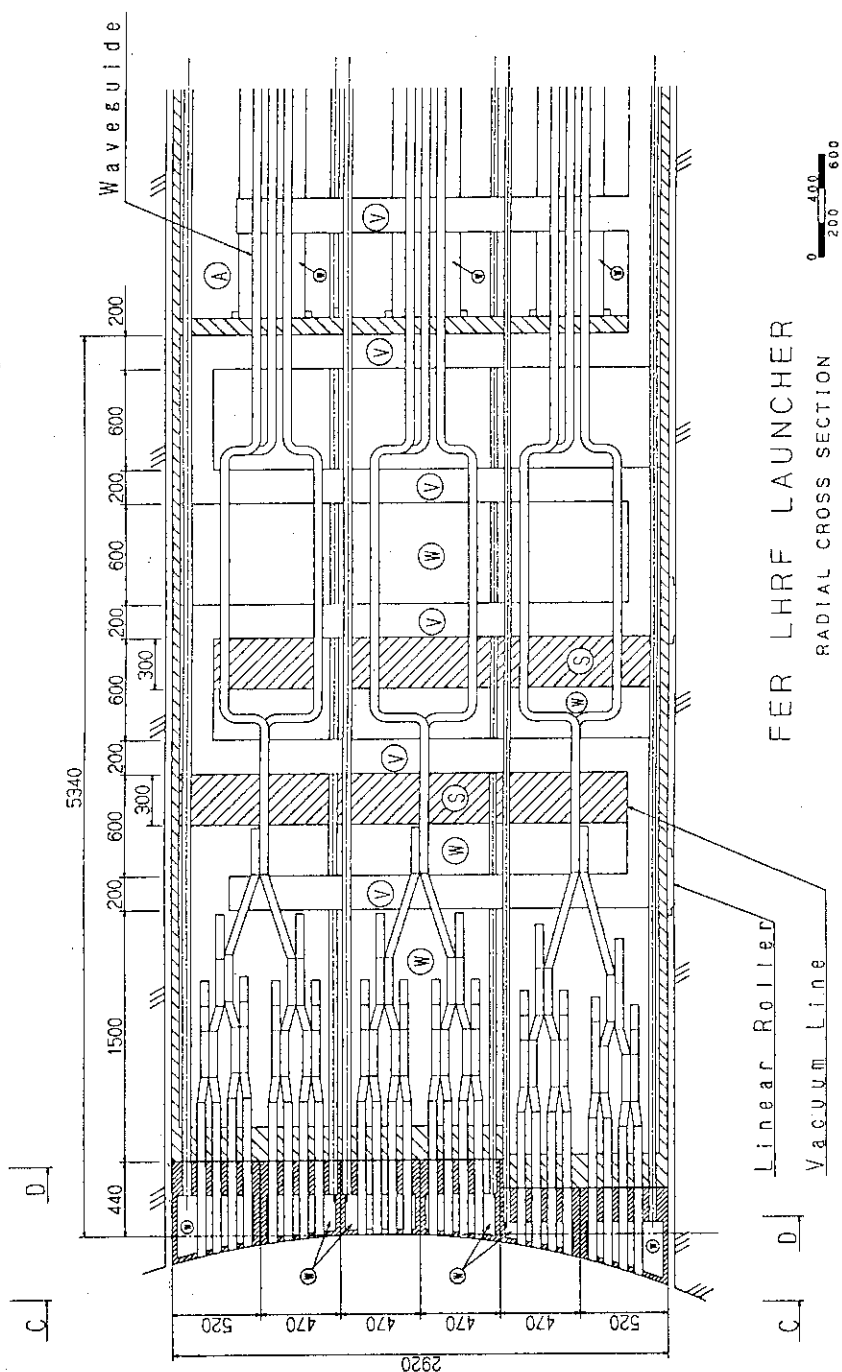 Waveguide
5340
440
1500
200
600
200
600
200
600
200
600
200
300
300
A
V
W
W
W
V
V
W
V
S
W
V
S
W
V
W
W
W
W
W
520
470
470
470
470
520
2920
C
C
D
D
Linear Roller
Vacuum Line
FER LHRF LAUNCHER
RADIAL CROSS SECTION
0 200 400 600